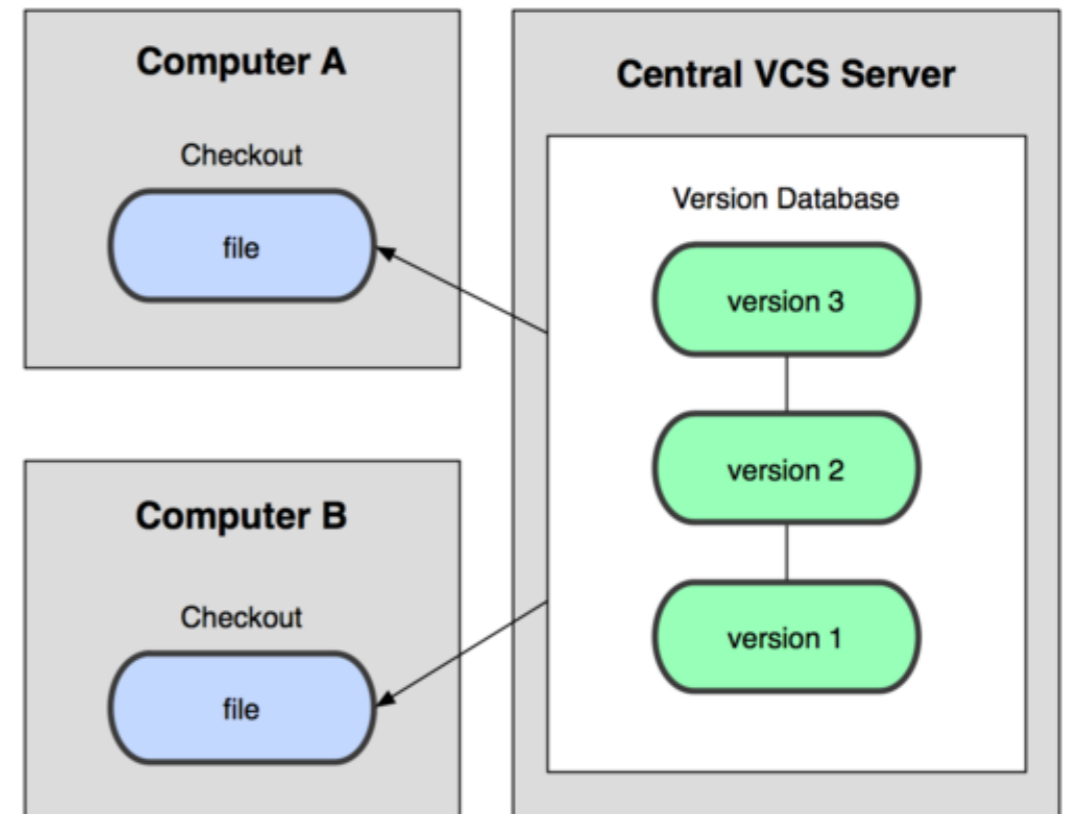 Computer A
Checkout
file
Computer B
Checkout
file
Central VCS Server
Version Database
version 3
version 2
version 1